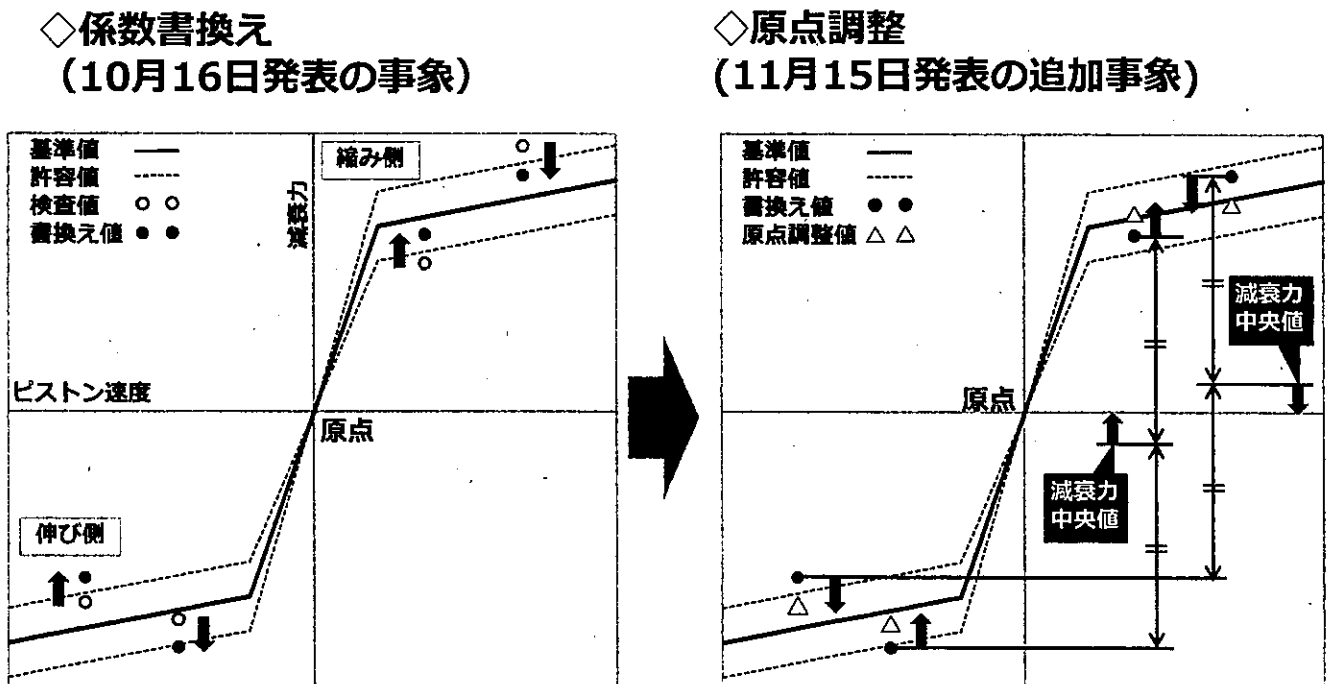 ◇係数書換え
（10月16日発表の事象）
基準値
許容値
検査値
書換え値
減衰力
縮み側
ピストン速度
原点
伸び側
◇原点調整
(11月15日発表の追加事象)
基準値
許容値
書換え値
原点調整値
減衰力
中央値
原点
減衰力
中央値